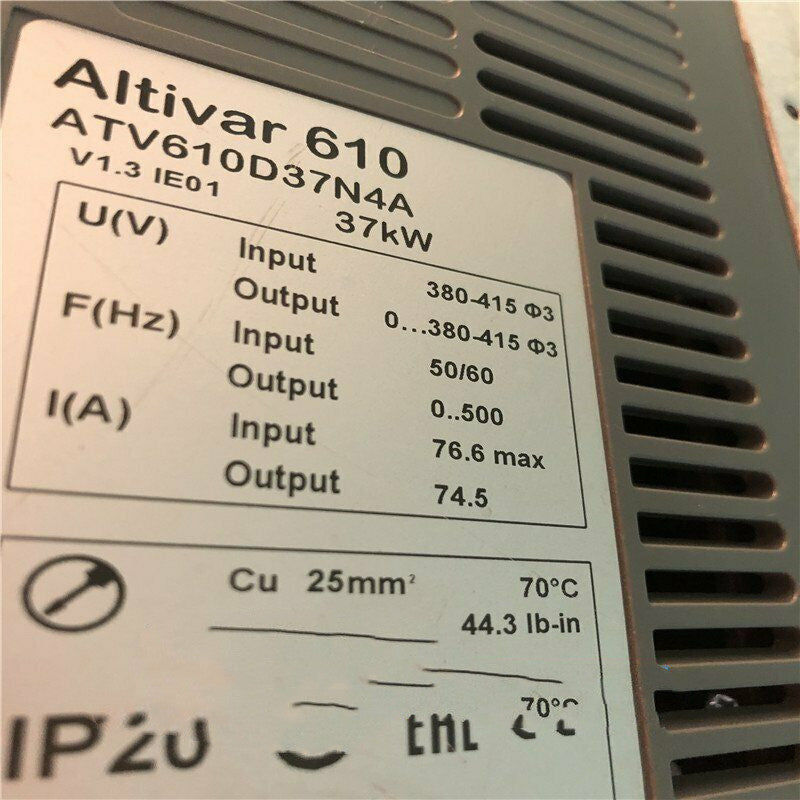 Altivar 610
ATV610D37N4A
V1.3 IE01 37kW
U(V) Input 380-415 Φ3
Output 0...380-415 Φ3
F(Hz) Input 50/60
Output 0..500
I(A) Input 76.6 max
Output 74.5
Cu 25mm² 70°C
44.3 lb-in
70°C
IP20